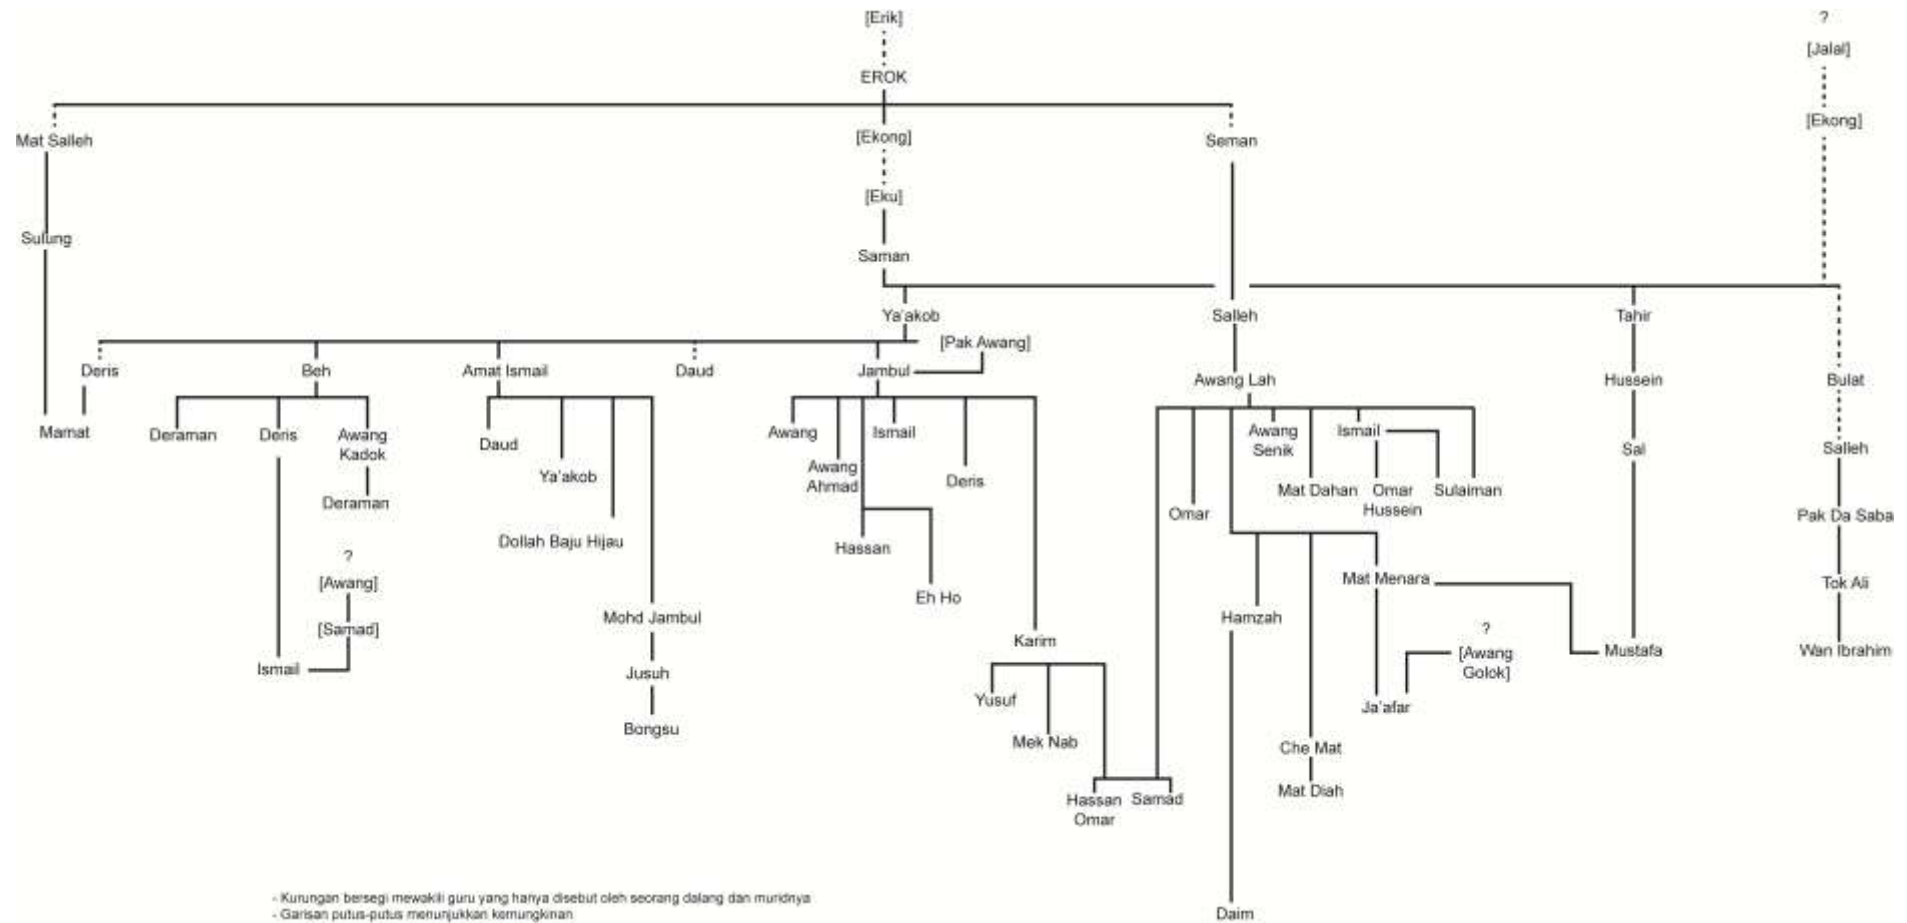 [Erik]
?
[Jalal]
EROK
[Ekong]
Mat Salleh
[Ekong]
Seman
[Eku]
Sulung
Saman
Ya'akob
Salleh
Tahir
[Pak Awang]
Deris
Beh
Amat Ismail
Daud
Jambul
Awang Lah
Hussein
Bulat
Mamat
Deraman
Deris
Awang
Kadok
Daud
Awang
Ismail
Awang
Senik
Ismail
Sal
Salleh
Ya'akob
Awang
Ahmad
Deris
Mat Dahan
Omar
Hussein
Sulaiman
Deraman
Omar
Pak Da Saba
Dollah Baju Hijau
Hassan
?
[Awang]
Eh Ho
Mat Menara
Tok Ali
[Samad]
Mohd Jambul
Hamzah
?
Karim
[Awang
Golok]
Mustafa
Wan Ibrahim
Ismail
Jusuh
Yusuf
Ja'afar
Bongsu
Mek Nab
Che Mat
Mat Diah
Hassan
Omar
Samad
- Kurungan bersegi mewakili guru yang hanya disebut oleh seorang dalang dan muridnya
- Garisan putus-putus menunjukkan kemungkinan
Daim